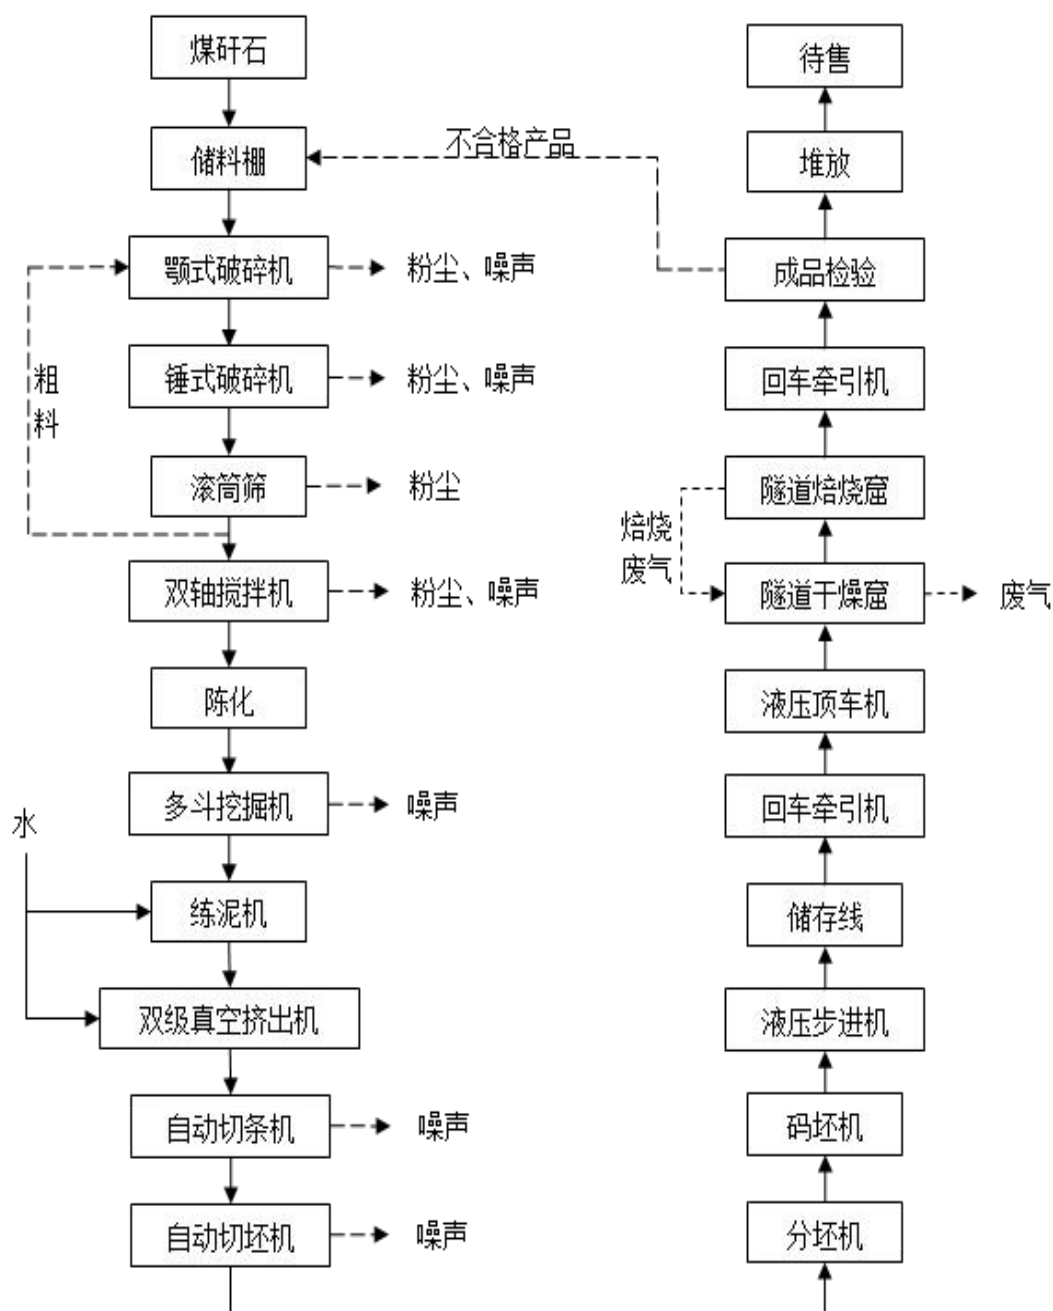 煤矸石
储料棚
颚式破碎机
粉尘、噪声
锤式破碎机
粉尘、噪声
粗
料
滚筒筛
粉尘
双轴搅拌机
粉尘、噪声
陈化
多斗挖掘机
噪声
水
练泥机
双级真空挤出机
自动切条机
噪声
自动切坯机
噪声
不合格产品
待售
堆放
成品检验
回车牵引机
隧道焙烧窟
焙烧
废气
隧道干燥窟
废气
液压顶车机
回车牵引机
储存线
液压步进机
码坯机
分坯机